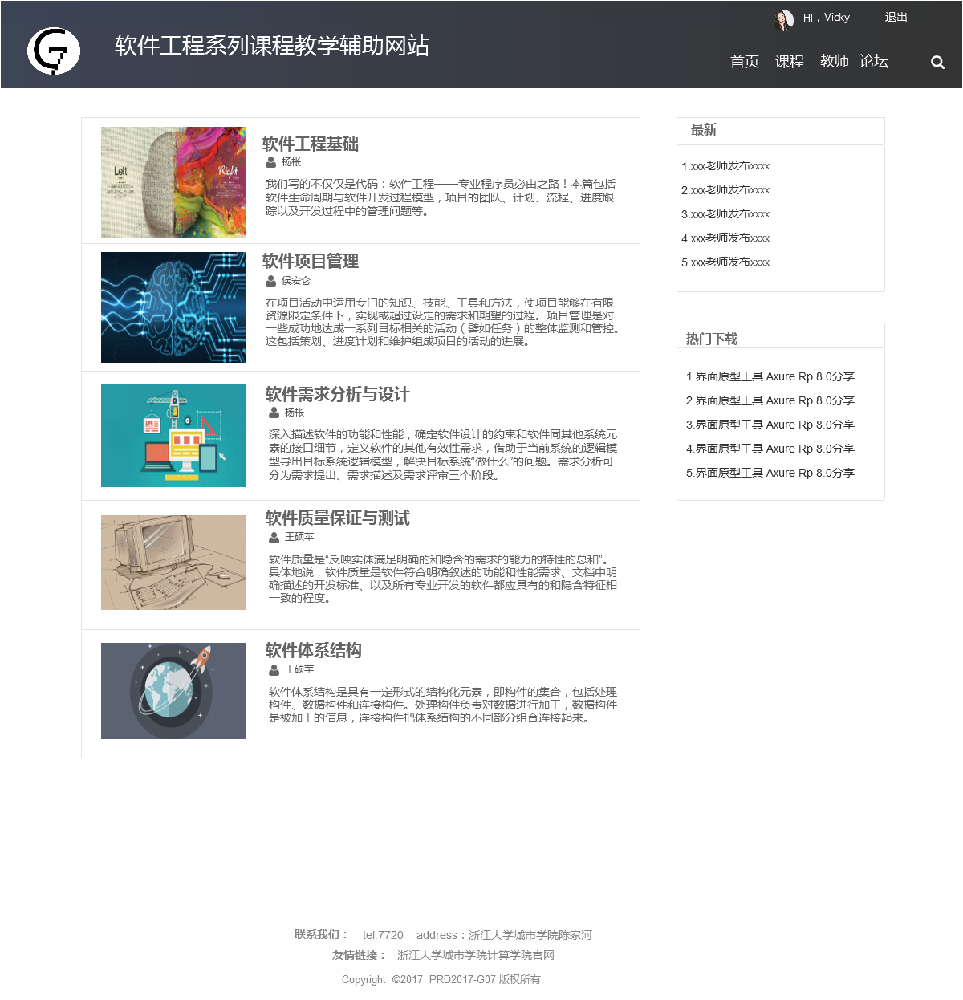 HI，Vicky
退出
软件工程系列课程教学辅助网站
首页
课程
教师
论坛
Left
Right
软件工程基础
杨枨
我们写的不仅仅是代码：软件工程——专业程序员必由之路！本篇包括
软件生命周期与软件开发过程模型，项目的团队、计划、流程、进度跟
踪以及开发过程中的管理问题等。
软件项目管理
侯宏仑
在项目活动中运用专门的知识、技能、工具和方法，使项目能够在有限
资源限定条件下，实现或超过设定的需求和期望的过程。项目管理是对
一些成功地达成一系列目标相关的活动（譬如任务）的整体监测和管控。
这包括策划、进度计划和维护组成项目的活动的进展。
软件需求分析与设计
杨枨
深入描述软件的功能和性能，确定软件设计的约束和软件同其他系统元
素的接口细节，定义软件的其他有效性需求，借助于当前系统的逻辑模
型导出目标系统逻辑模型，解决目标系统“做什么”的问题。需求分析可
分为需求提出、需求描述及需求评审三个阶段。
软件质量保证与测试
王硕苹
软件质量是“反映实体满足明确的和隐含的需求的能力的特性的总和”。
具体地说，软件质量是软件符合明确叙述的功能和性能需求、文档中明
确描述的开发标准、以及所有专业开发的软件都应具有的和隐含特征相
一致的程度。
软件体系结构
王硕苹
软件体系结构是具有一定形式的结构化元素，即构件的集合，包括处理
构件、数据构件和连接构件。处理构件负责对数据进行加工，数据构件
是被加工的信息，连接构件把体系结构的不同部分组合连接起来。
最新
1.xxx老师发布xxxx
2.xxx老师发布xxxx
3.xxx老师发布xxxx
4.xxx老师发布xxxx
5.xxx老师发布xxxx
热门下载
1.界面原型工具 Axure Rp 8.0分享
2.界面原型工具 Axure Rp 8.0分享
3.界面原型工具 Axure Rp 8.0分享
4.界面原型工具 Axure Rp 8.0分享
5.界面原型工具 Axure Rp 8.0分享
联系我们： tel:7720 address：浙江大学城市学院陈家河
友情链接： 浙江大学城市学院计算学院官网
Copyright ©2017 PRD2017-G07 版权所有